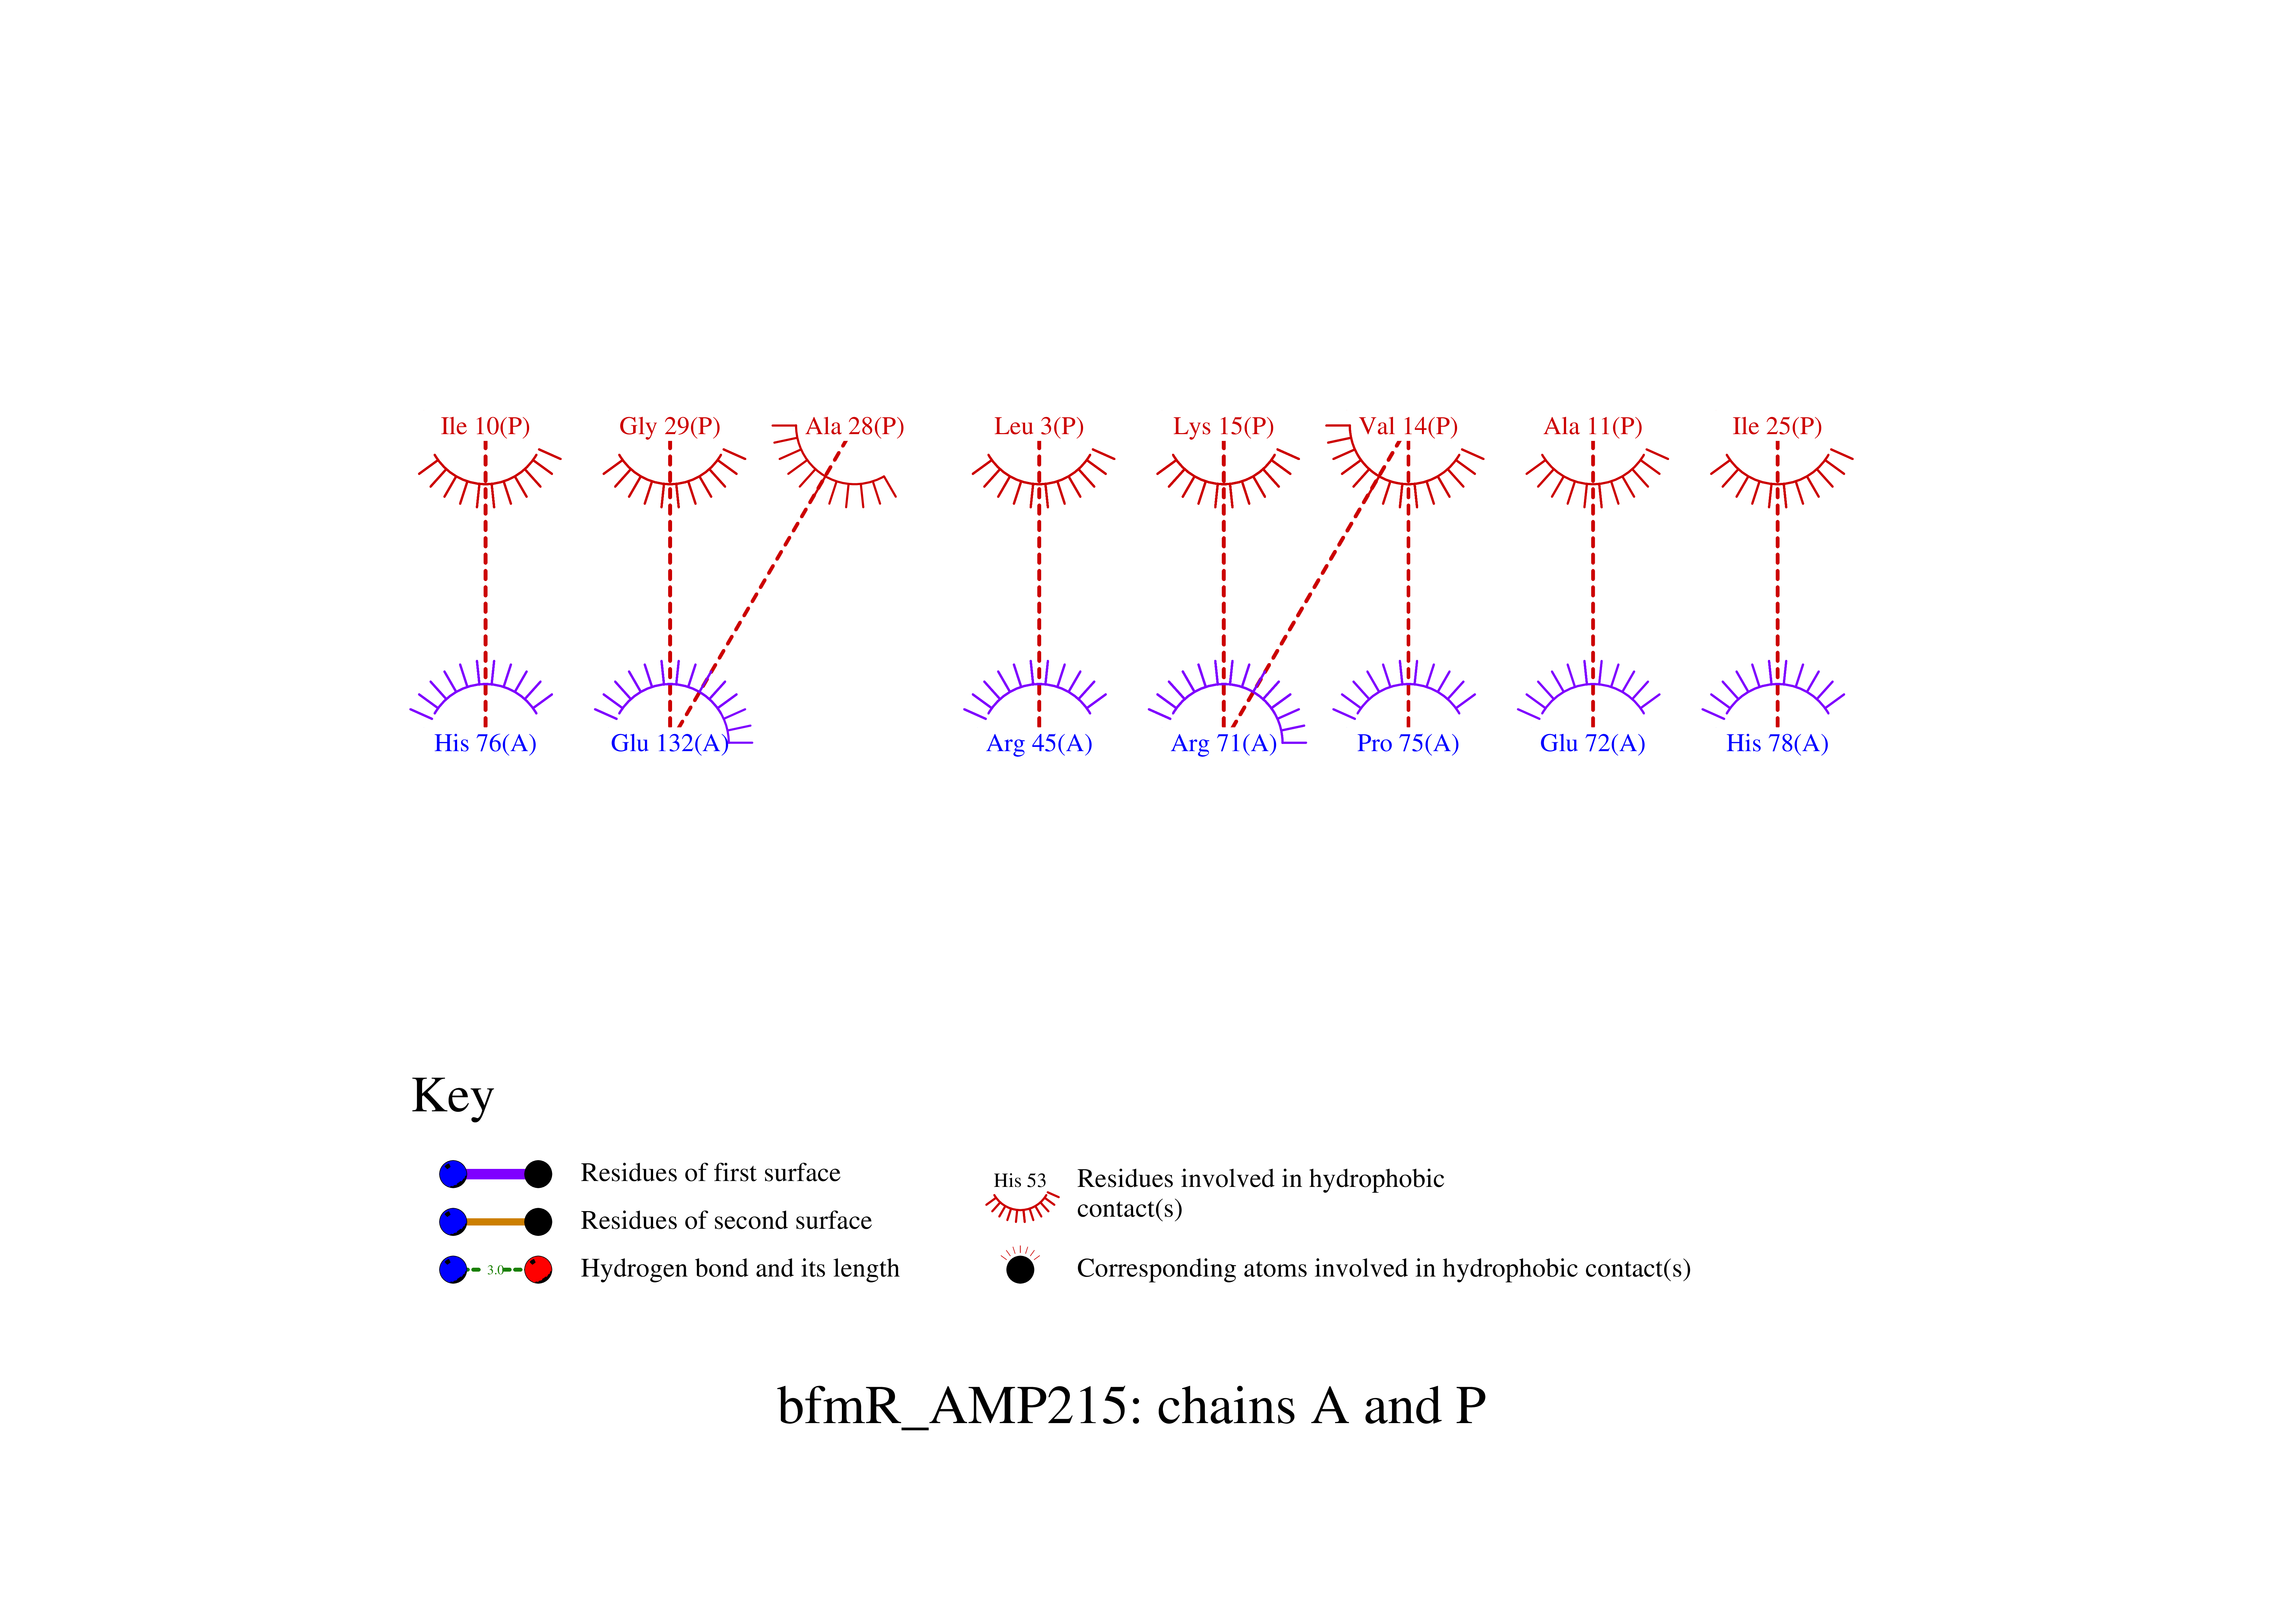 Ile 10(P) Gly 29(P) Ala 28(P) Leu 3(P) Lys 15(P) Val 14(P) Ala 11(P) Ile 25(P)
His 76(A) Glu 132(A) Arg 45(A) Arg 71(A) Pro 75(A) Glu 72(A) His 78(A)
Key
Residues of first surface
Residues of second surface
3.0 Hydrogen bond and its length
His 53 Residues involved in hydrophobic
contact(s)
Corresponding atoms involved in hydrophobic contact(s)
bfmR_AMP215: chains A and P